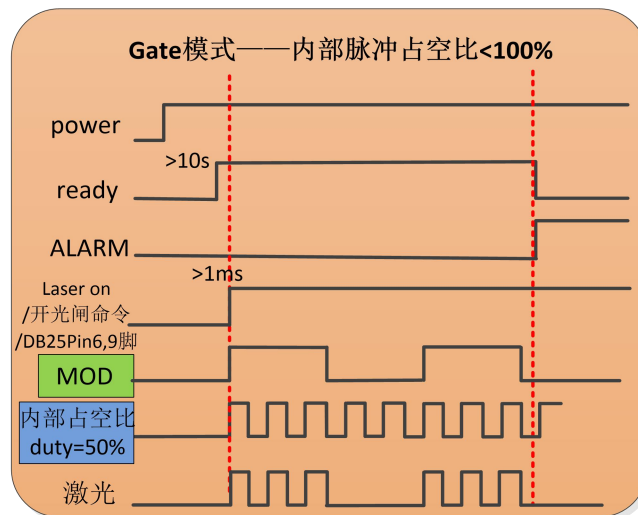 Gate模式——内部脉冲占空比<100%
power
>10s
ready
ALARM
>1ms
Laser on
/开光闸命令
/DB25Pin6,9脚
MOD
内部占空比
duty=50%
激光